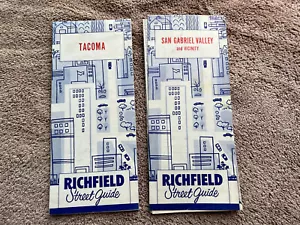 TACOMA
RICHFIELD
Street Guide
SAN GABRIEL VALLEY
and VICINITY
RICHFIELD
Street Guide